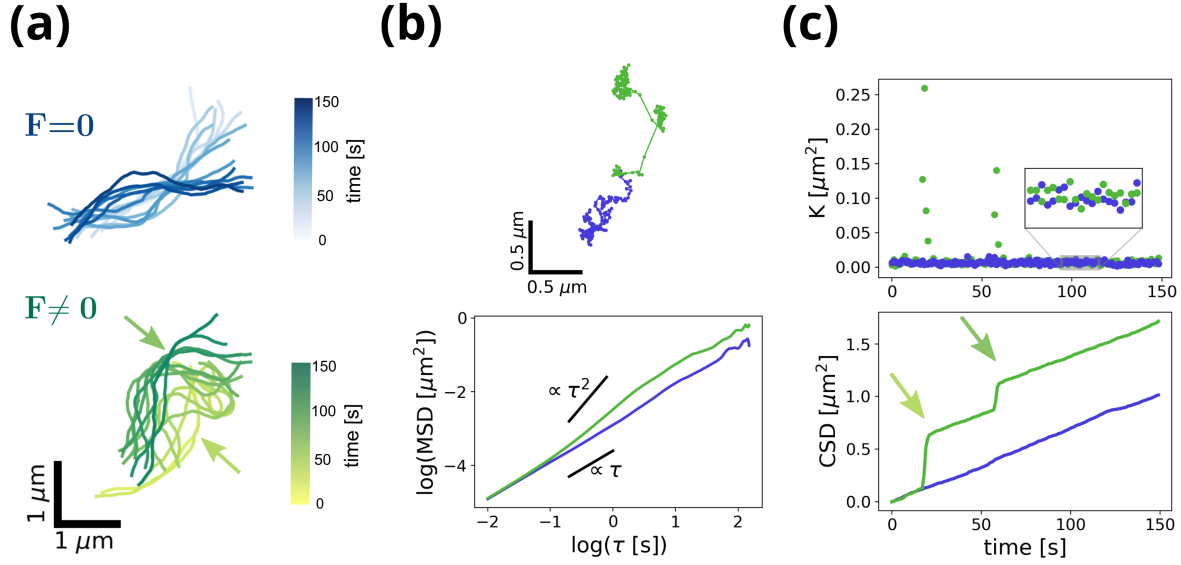 (a)
F=0
150
100
50
0
time [s]
F≠ 0
150
100
50
0
time [s]
1 μm
1 μm
(b)
0.5 μm
0.5 μm
0
−2
−4
log(MSD [μm²])
∝ τ²
∝ τ
−2
−1
0
1
2
log(τ [s])
(c)
0.25
0.20
0.15
0.10
0.05
0.00
K [μm²]
0
50
100
150
1.5
1.0
0.5
0.0
CSD [μm²]
0
50
100
150
time [s]